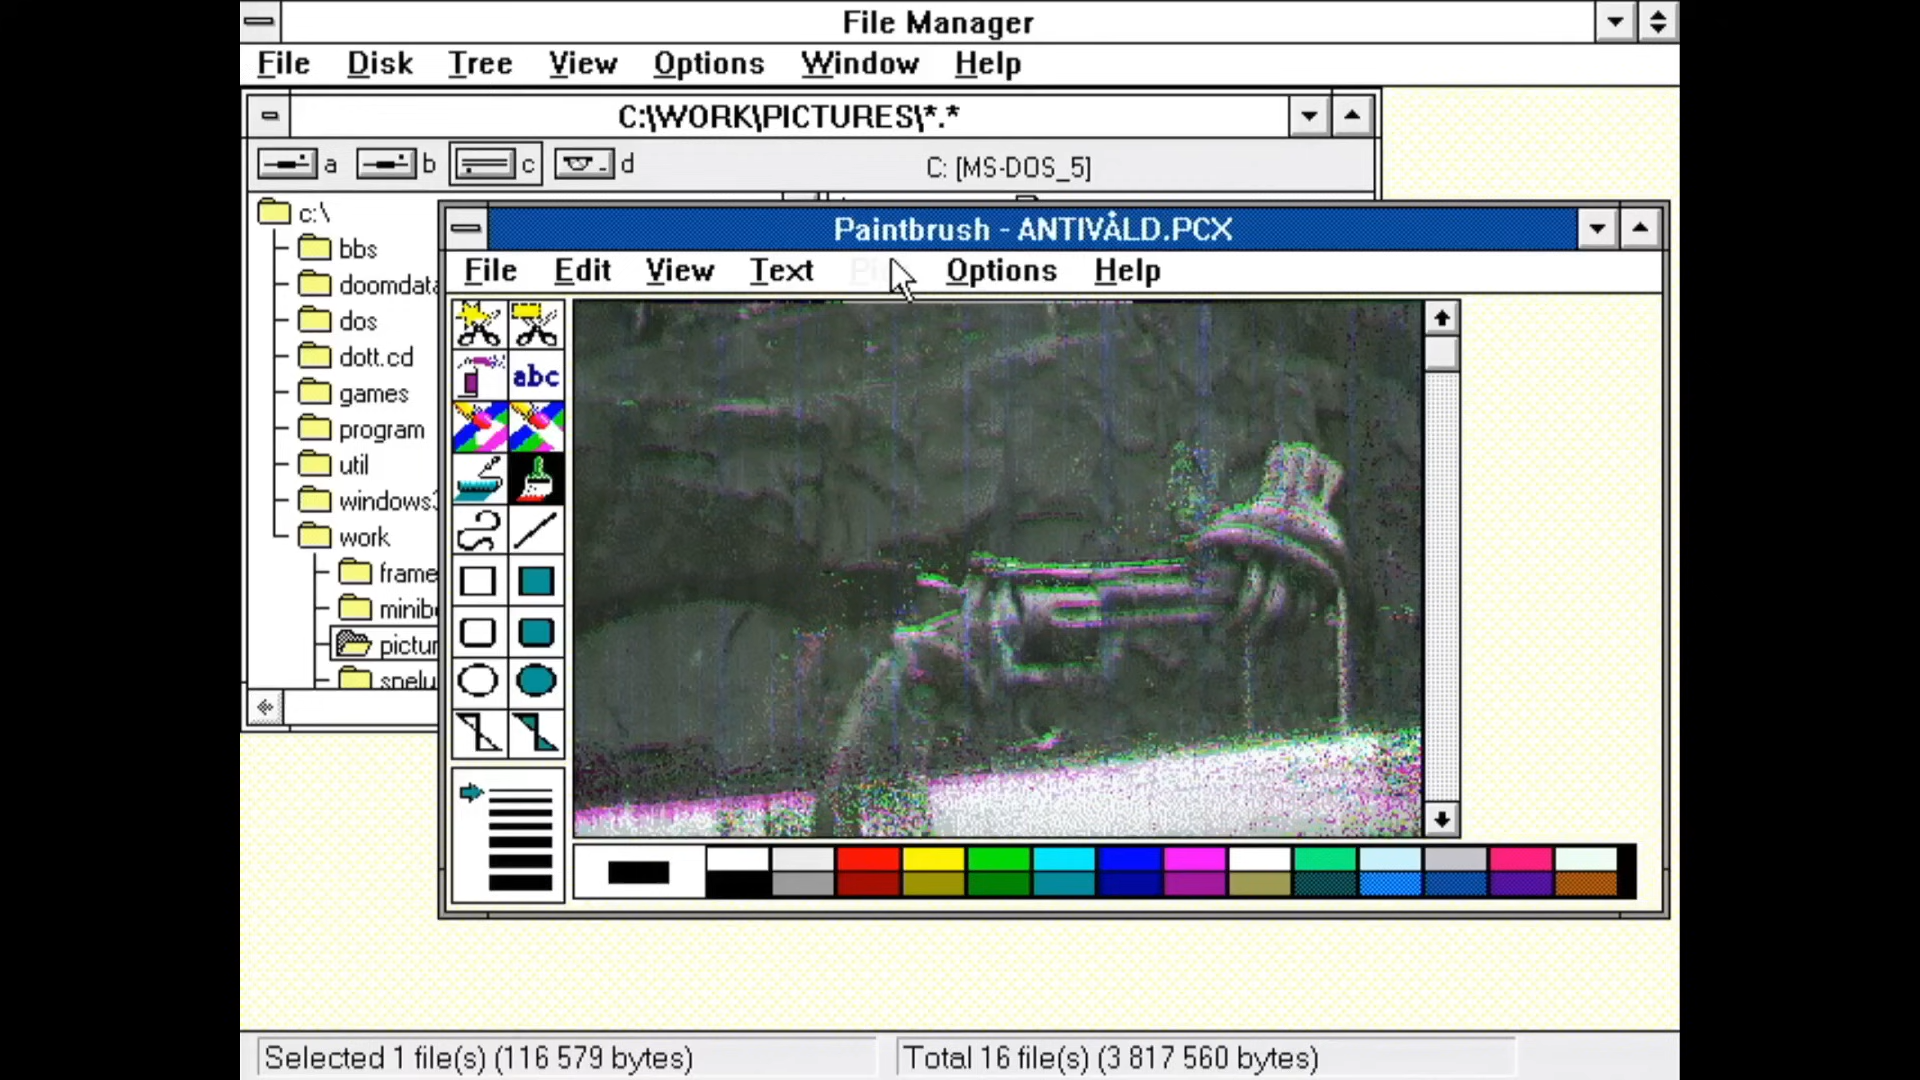 File Manager
File Disk Tree View Options Window Help
C:\WORK\PICTURES\*.*
a b c d C: [MS-DOS_5]
c:\
bbs
doomdata
dos
dott.cd
games
program
util
windows3
work
frame
minib
pictur
spelu
Paintbrush - ANTIVÅLD.PCX
File Edit View Text Pi Options Help
abc
Selected 1 file(s) (116 579 bytes) Total 16 file(s) (3 817 560 bytes)